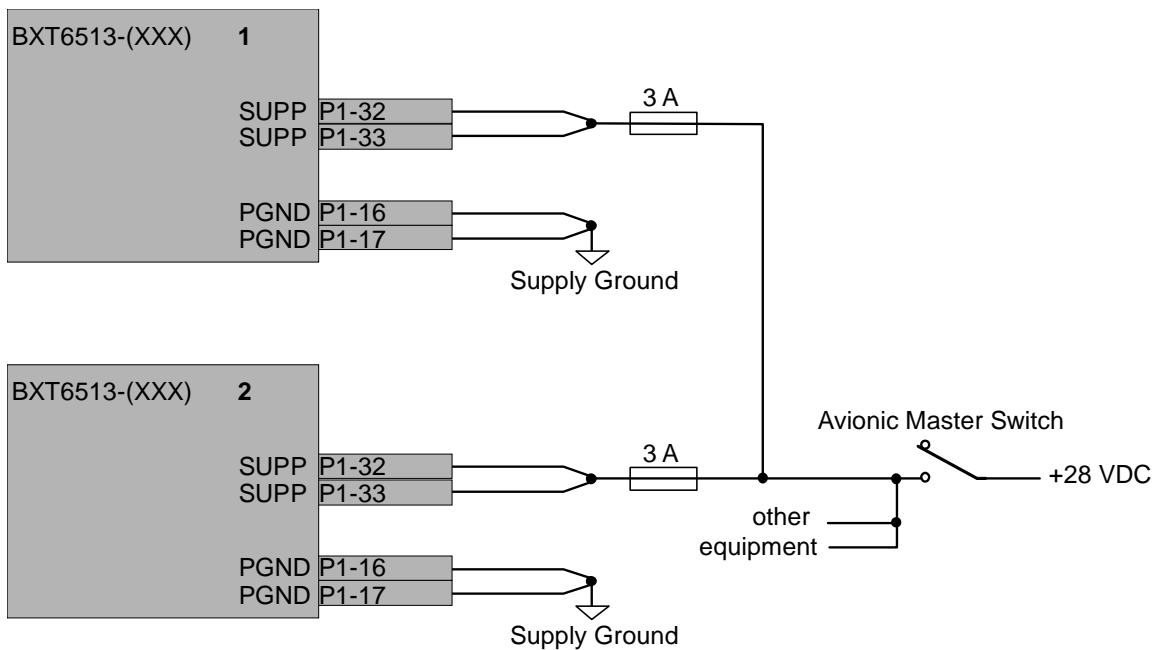 BXT6513-(XXX) 1
3 A
SUPP P1-32
SUPP P1-33
PGND P1-16
PGND P1-17
Supply Ground
BXT6513-(XXX) 2
Avionic Master Switch
3 A
SUPP P1-32
+28 VDC
SUPP P1-33
other
equipment
PGND P1-16
PGND P1-17
Supply Ground